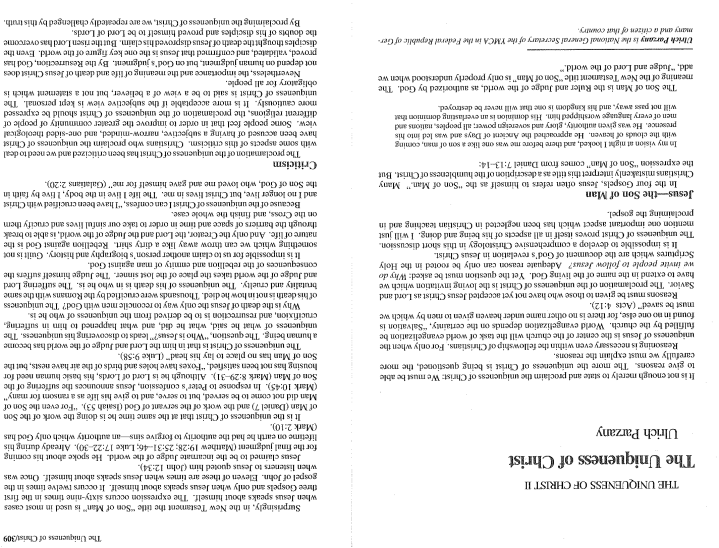 THE UNIQUENESS OF CHRIST II
The Uniqueness of Christ
Ulrich Parzany
It is not enough merely to state and proclaim the uniqueness of Christ: We must be able
to give reasons. The more the uniqueness of Christ is being questioned, the more
carefully we must explain the reasons.
Reasoning is necessary even within the fellowship of Christians. For only when the
uniqueness of Jesus is the center of the church will the task of world evangelization be
fulfilled by the church. World evangelization depends on the certainty, "Salvation is
found in no one else, for there is no other name under heaven given to men by which we
must be saved" (Acts 4:12).
Reasons must be given to those who have not yet accepted Jesus Christ as Lord and
Savior. The proclamation of the uniqueness of Christ is the loving invitation which we
have to extend in the name of the living God. Yet the question must be asked: Why do
we invite people to follow Jesus? Adequate reason can only be rooted in the Holy
Scriptures which are the document of God's revelation in Jesus Christ.
It is impossible to develop a comprehensive Christology in this short discussion.
The uniqueness of Christ proves itself in all aspects of his being and doing. I will just
mention one important aspect which has been neglected in Christian teaching and in
proclaiming the gospel.
Jesus—the Son of Man
In the four Gospels, Jesus often refers to himself as the "Son of Man." Many
Christians mistakenly interpret this title as a description of the humbleness of Christ. But
the expression "Son of Man" comes from Daniel 7:13–14:
In my vision at night I looked, and there before me was one like a son of man, coming
with the clouds of heaven. He approached the Ancient of Days and was led into his
presence. He was given authority, glory and sovereign power; all peoples, nations and
men of every language worshiped him. His dominion is an everlasting dominion that
will not pass away, and his kingdom is one that will never be destroyed.
The Son of Man is the Ruler and Judge of the world, as authorized by God. The
meaning of the New Testament title "Son of Man" is only properly understood when we
add, "Judge and Lord of the world."
Ulrich Parzany is the National General Secretary of the YMCA in the Federal Republic of Ger-
many and a citizen of that country.
The Uniqueness of Christ/309
Surprisingly, in the New Testament the title "Son of Man" is used in most cases
when Jesus speaks about himself. The expression occurs sixty-nine times in the first
three Gospels and only when Jesus speaks about himself. It occurs twelve times in the
gospel of John. Eleven of these are times when Jesus speaks about himself. Once was
when listeners to Jesus quoted him (John 12:34).
Jesus claimed to be the incarnate Judge of the world. He spoke about his coming
for the final judgment (Matthew 19:28; 25:31–46; Luke 17:22–30). Already during his
lifetime on earth he had the authority to forgive sins—an authority which only God has
(Mark 2:10).
It is the uniqueness of Christ that at the same time he is doing the work of the Son
of Man (Daniel 7) and the work of the servant of God (Isaiah 53). "For even the Son of
Man did not come to be served, but to serve, and to give his life as a ransom for many"
(Mark 10:45). In response to Peter's confession, Jesus announces the suffering of the
Son of Man (Mark 8:29–31). Although he is Lord of Lords, his basic human need for
housing has not been satisfied, "Foxes have holes and birds of the air have nests, but the
Son of Man has no place to lay his head" (Luke 9:58).
The uniqueness of Christ is that in him the Lord and Judge of the world has become
a human being. The question, "Who is Jesus?" leads to discovering his uniqueness. The
uniqueness of what he said, what he did, and what happened to him in suffering,
crucifixion, and resurrection is to be derived from the uniqueness of who he is.
Why is the death of Jesus the only way to reconcile men with God? The uniqueness
of his death is not in the method. Thousands were crucified by the Romans with the same
brutality and cruelty. The uniqueness of his death is in who he is. The suffering Lord
and Judge of the world takes the place of the lost sinner. The Judge himself suffers the
consequences of the rebellion and enmity of man against God.
It is impossible for us to enter another person's biography and history. Guilt is not
something which we can throw away like a dirty shirt. Rebellion against God is the
nature of life. And only the Creator, the Lord and the Judge of the world, is able to break
through the barriers of space and time in order to take our sinful lives and crucify them
on the Cross, and finish the whole case.
Because of the uniqueness of Christ we can confess, "I have been crucified with Christ
and I no longer live, but Christ lives in me. The life I live in the body, I live by faith in
the Son of God, who loved me and gave himself for me" (Galatians 2:20).
Criticism
The proclamation of the uniqueness of Christ has been criticized and we need to deal
with some aspects of this criticism. Christians who proclaim the uniqueness of Christ
have been accused of having a subjective, narrow-minded, and one-sided theological
view. Some people feel that in order to improve the greater community of people of
different religions, the proclamation of the uniqueness of Christ should be expressed
more cautiously. It is more acceptable if the subjective view is kept personal. The
uniqueness of Christ is said to be a view of a believer, but not a statement which is
obligatory for all people.
Nevertheless, the importance and the meaning of life and death of Jesus Christ does
not depend on human judgment, but on God's judgment. By the Resurrection, God has
proved, validated, and confirmed that Jesus is the one key figure of the world. Even the
disciples thought the death of Jesus disproved his claim. But then the Lord has overcome
the doubts of his disciples and proved himself to be Lord of Lords.
By proclaiming the uniqueness of Christ, we are repeatedly challenged by this truth.